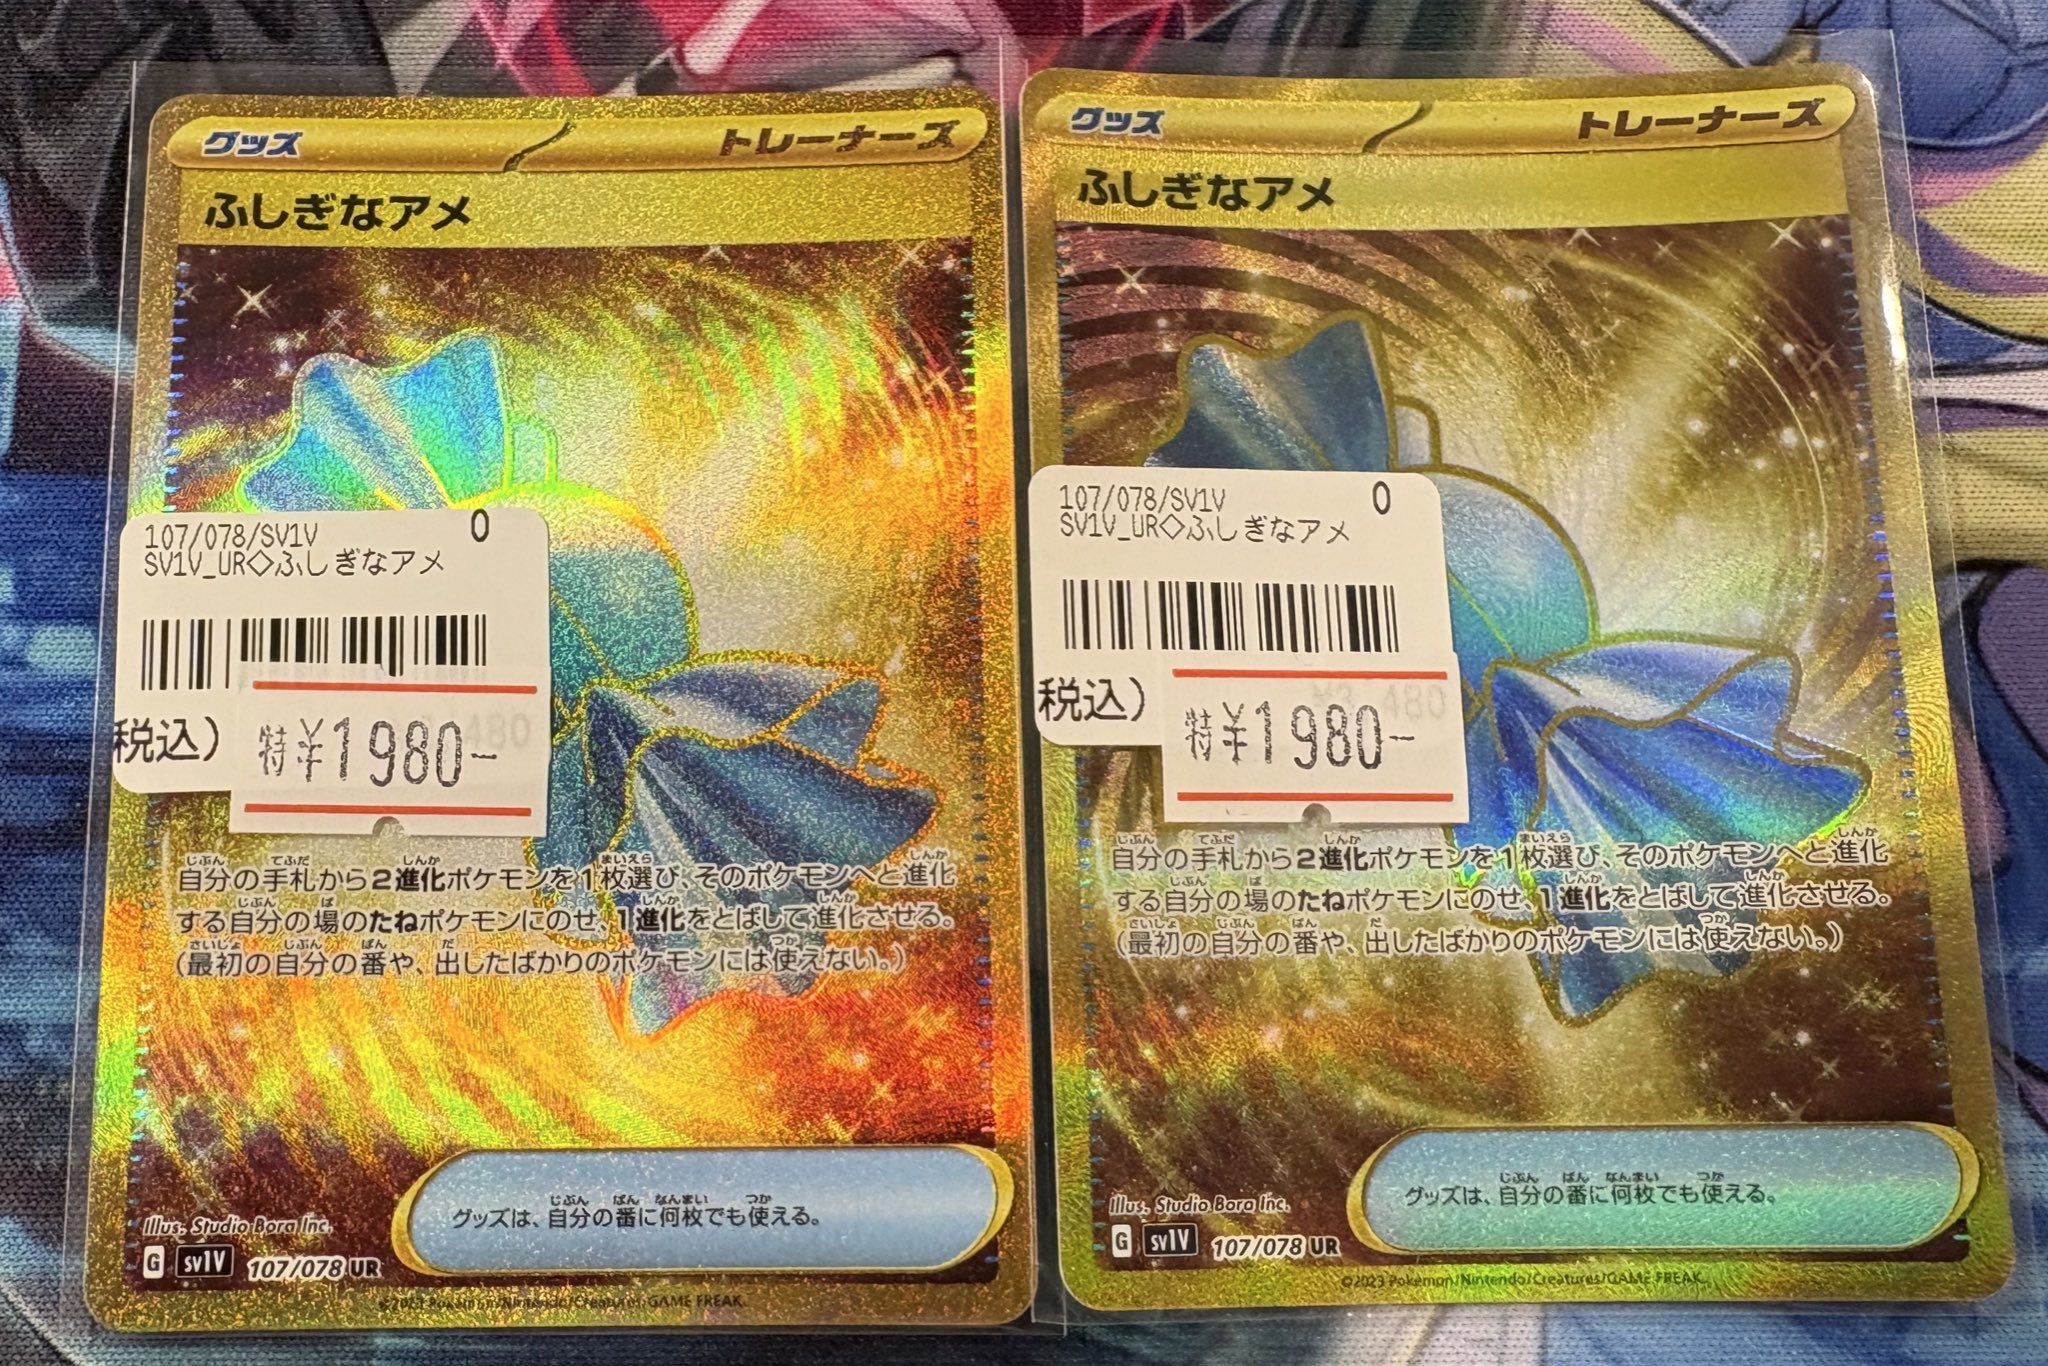 グッズ
トレーナーズ
ふしぎなアメ
107/078/SV1V
0
SV1V_UR◇ふしぎなアメ
税込)
特¥1980-
480
自分の手札から2進化ポケモンを1枚選び、そのポケモンへと進化
する自分の場のたねポケモンにのせ、1進化をとばして進化させる。
(最初の自分の番や、出したばかりのポケモンには使えない。)
グッズは、自分の番に何枚でも使える。
Illus. Studio Bora Inc.
G sv1V 107/078 UR
©2023 Pokémon/Nintendo/Creatures/GAME FREAK.
グッズ
トレーナーズ
ふしぎなアメ
107/078/SV1V
0
SV1V_UR◇ふしぎなアメ
税込)
特¥1980-
480
自分の手札から2進化ポケモンを1枚選び、そのポケモンへと進化
する自分の場のたねポケモンにのせ、1進化をとばして進化させる。
(最初の自分の番や、出したばかりのポケモンには使えない。)
グッズは、自分の番に何枚でも使える。
Illus. Studio Bora Inc.
G sv1V 107/078 UR
©2023 Pokémon/Nintendo/Creatures/GAME FREAK.